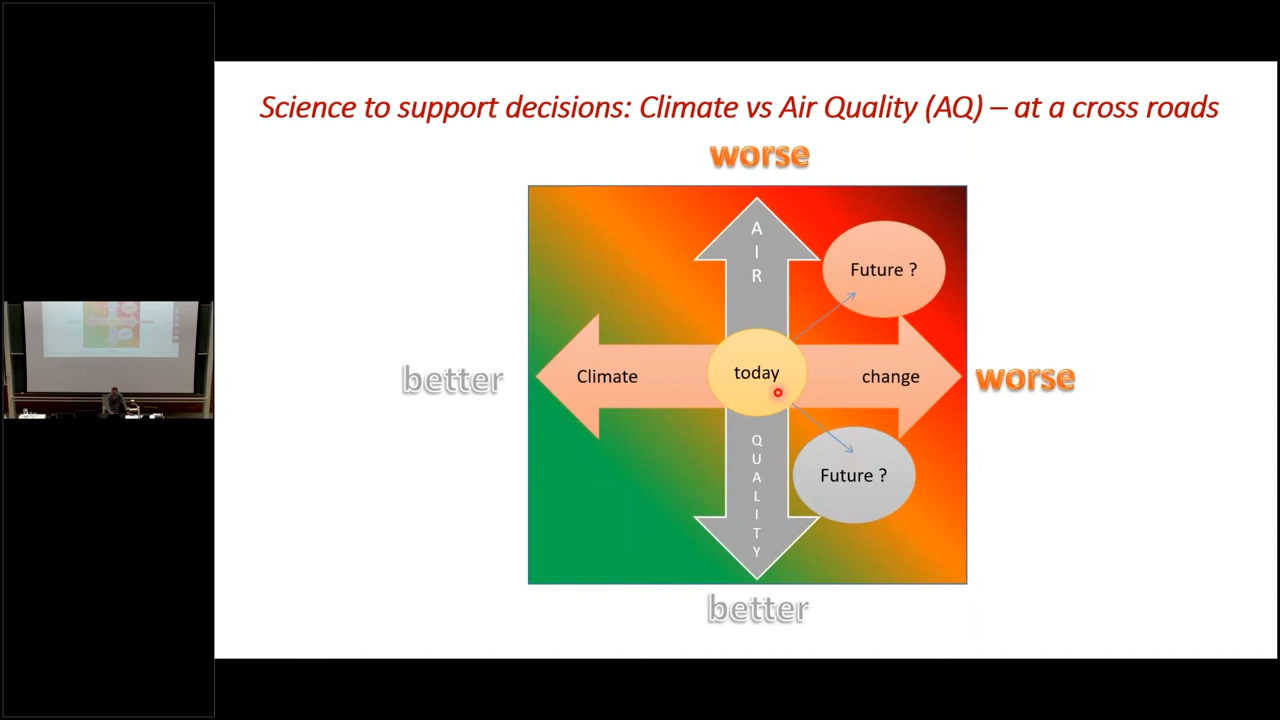 Science to support decisions: Climate vs Air Quality (AQ) – at a cross roads
worse
AIR
Future ?
better
Climate
today
change
worse
QUALITY
Future ?
better